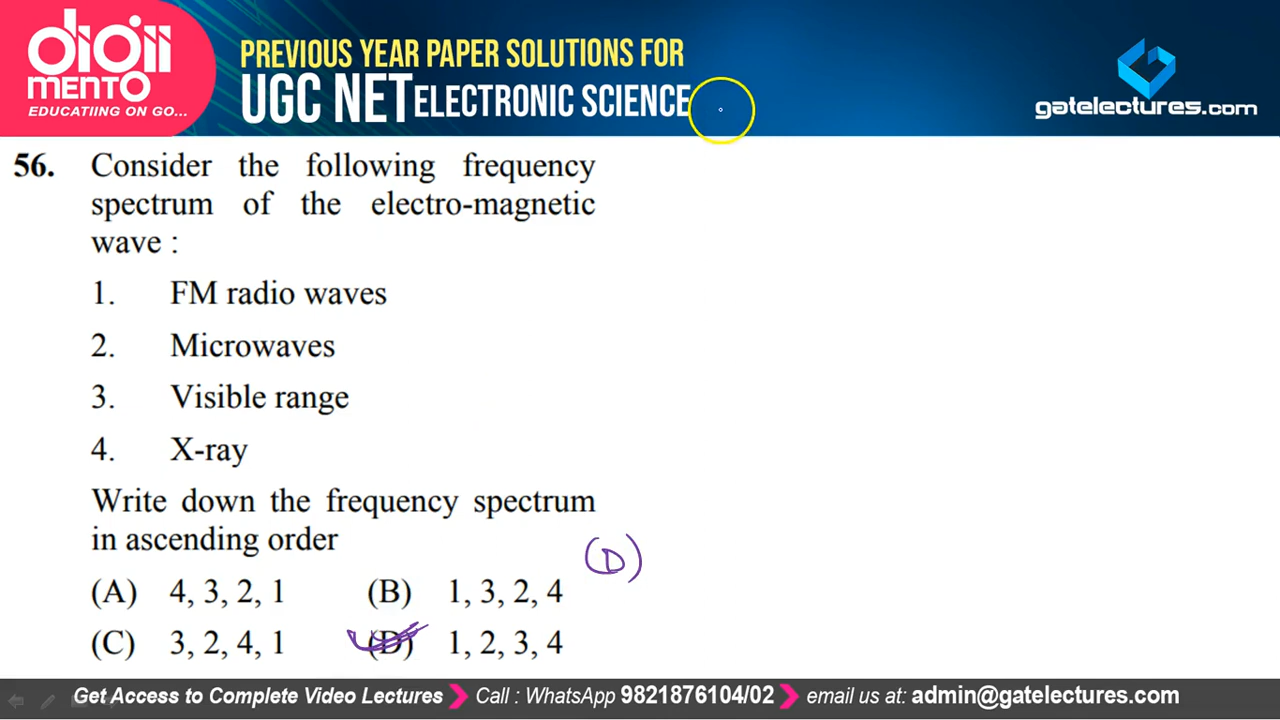 DIGII
MENTO
EDUCATIING ON GO...
PREVIOUS YEAR PAPER SOLUTIONS FOR
UGC NET ELECTRONIC SCIENCE
gatelectures.com
56. Consider the following frequency
spectrum of the electro-magnetic
wave :
1. FM radio waves
2. Microwaves
3. Visible range
4. X-ray
Write down the frequency spectrum
in ascending order
(D)
(A) 4, 3, 2, 1 (B) 1, 3, 2, 4
(C) 3, 2, 4, 1 (D) 1, 2, 3, 4
Get Access to Complete Video Lectures Call : WhatsApp 9821876104/02 email us at: admin@gatelectures.com